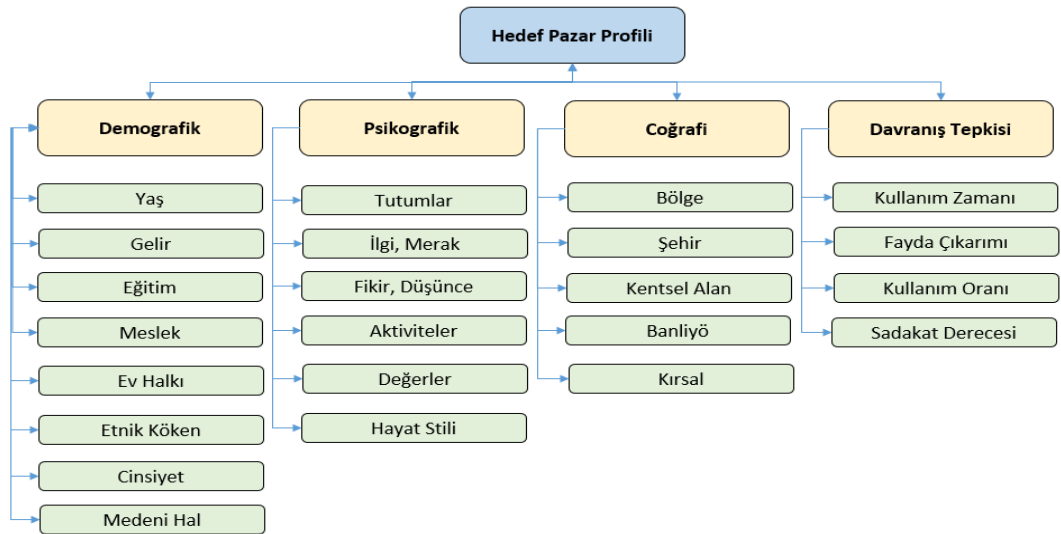 Hedef Pazar Profili
Demografik
Yaş
Gelir
Eğitim
Meslek
Ev Halkı
Etnik Köken
Cinsiyet
Medeni Hal
Psikografik
Tutumlar
İlgi, Merak
Fikir, Düşünce
Aktiviteler
Değerler
Hayat Stili
Coğrafi
Bölge
Şehir
Kentsel Alan
Banliyö
Kırsal
Davranış Tepkisi
Kullanım Zamanı
Fayda Çıkarımı
Kullanım Oranı
Sadakat Derecesi